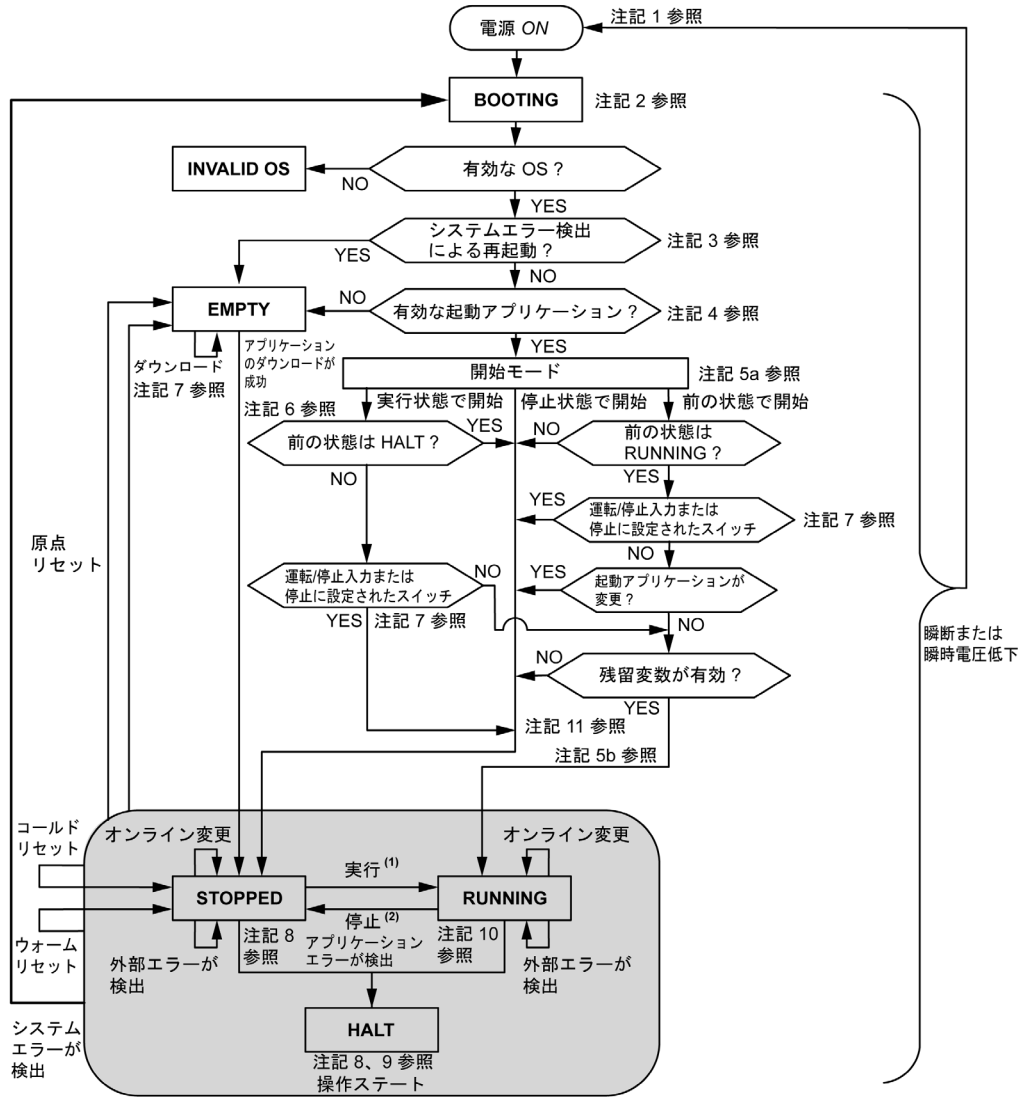 電源 ON
注記 1 参照
BOOTING
注記 2 参照
有効な OS？
INVALID OS
NO
YES
システムエラー検出
による再起動？
注記 3 参照
YES
NO
有効な起動アプリケーション？
注記 4 参照
NO
EMPTY
YES
ダウンロード
注記 7 参照
アプリケーション
のダウンロードが
成功
注記 6 参照
開始モード
注記 5a 参照
実行状態で開始
停止状態で開始
前の状態で開始
前の状態は HALT？
YES
NO
NO
前の状態は
RUNNING？
YES
YES
運転/停止入力または
停止に設定されたスイッチ
注記 7 参照
NO
原点
リセット
運転/停止入力または
停止に設定されたスイッチ
NO
YES
注記 7 参照
YES
起動アプリケーションが
変更？
NO
NO
残留変数が有効？
YES
瞬断または
瞬時電圧低下
注記 11 参照
注記 5b 参照
コールド
リセット
オンライン変更
オンライン変更
実行 (1)
STOPPED
RUNNING
停止 (2)
ウォーム
リセット
注記 8
参照
アプリケーション
エラーが検出
注記 10
参照
外部エラーが
検出
外部エラーが
検出
システム
エラーが
検出
HALT
注記 8、9 参照
操作ステート